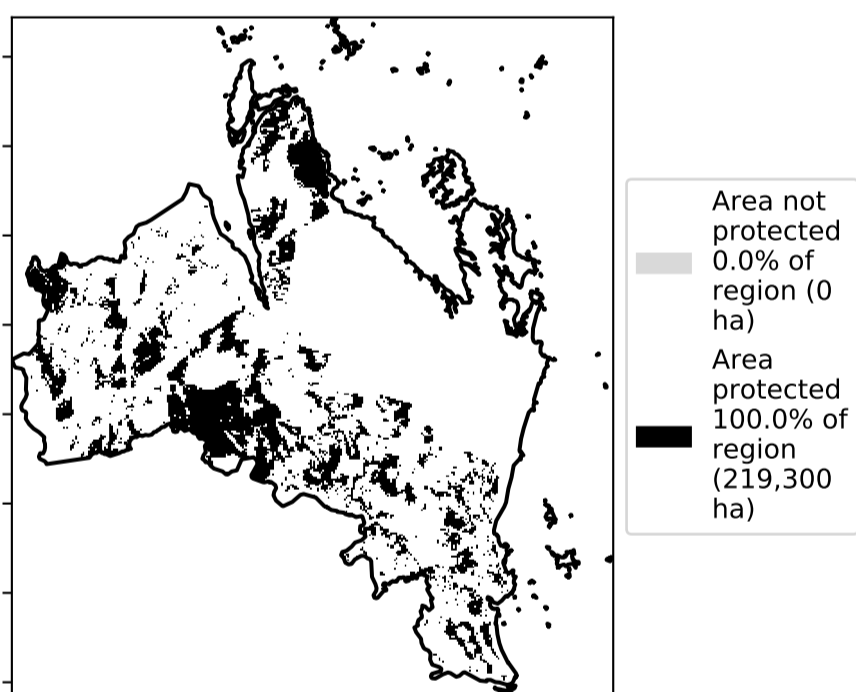 Area not
protected
0.0% of
region (0
ha)
Area
protected
100.0% of
region
(219,300
ha)